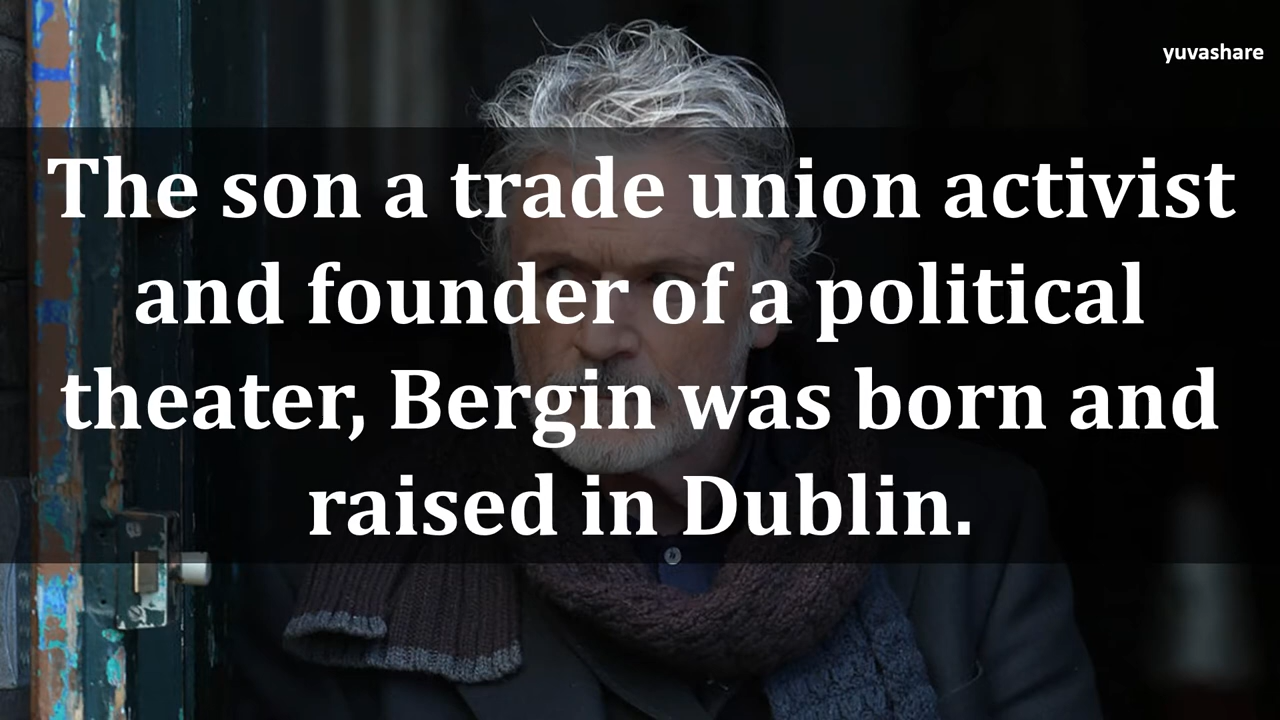 yuvashare
The son a trade union activist
and founder of a political
theater, Bergin was born and
raised in Dublin.